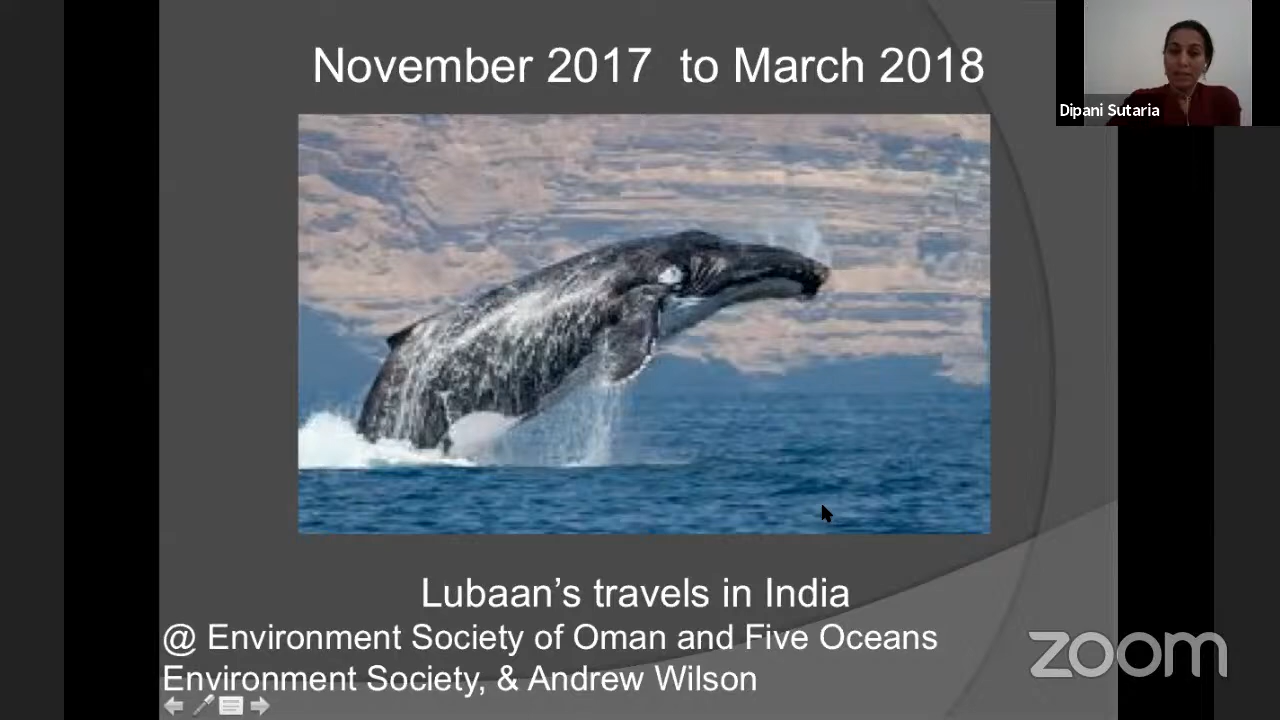 November 2017 to March 2018
Dipani Sutaria
Lubaan’s travels in India
@ Environment Society of Oman and Five Oceans
Environment Society, & Andrew Wilson
zoom